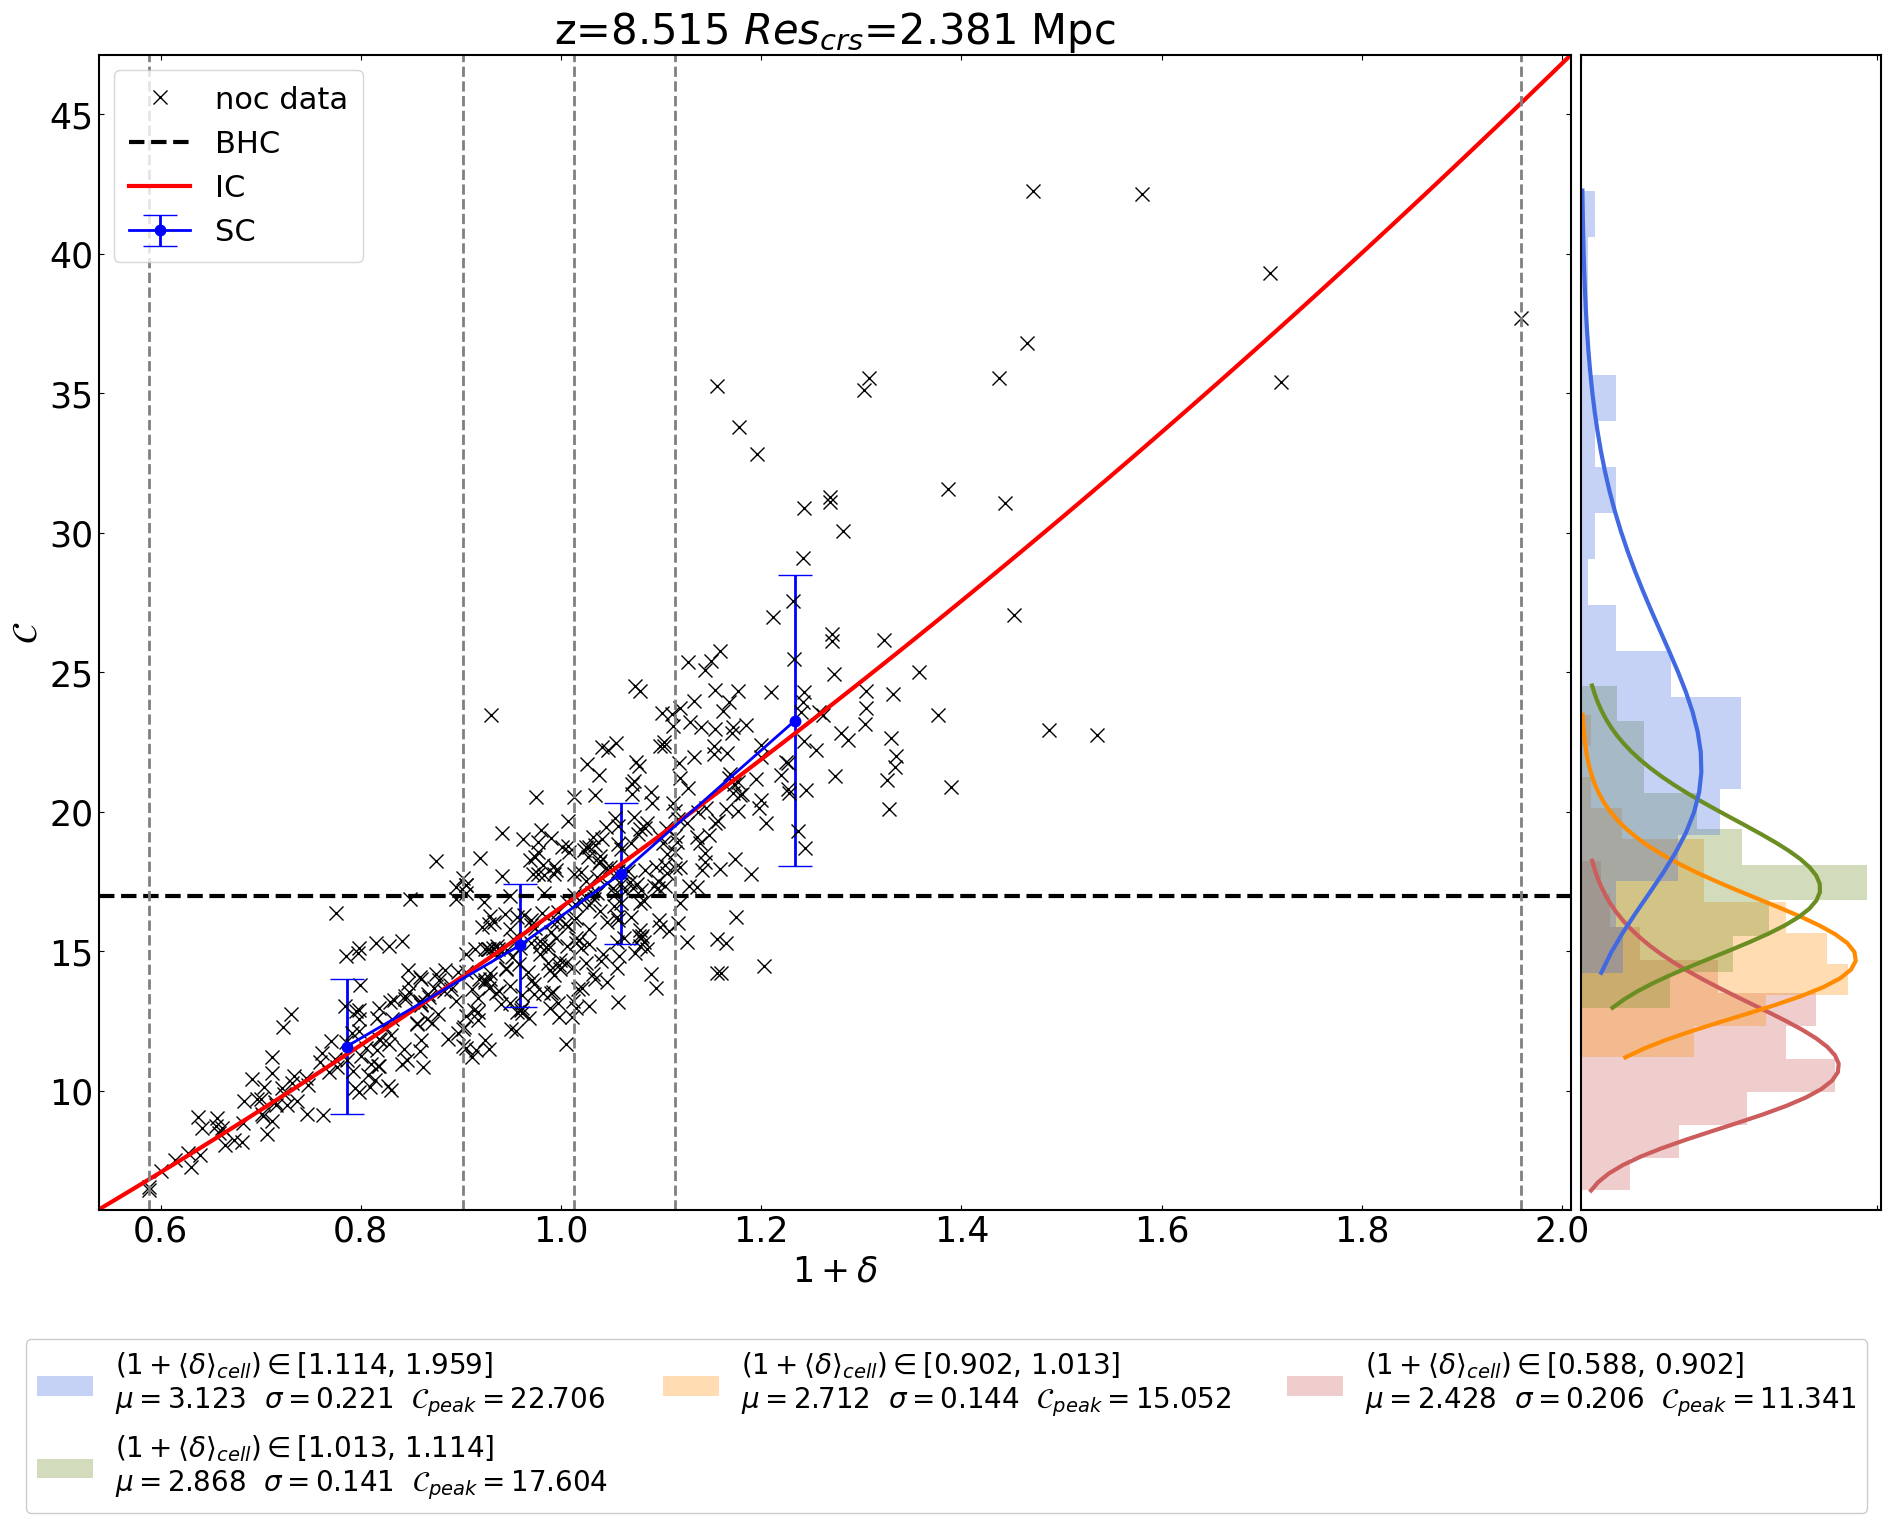 z=8.515 Res_crs=2.381 Mpc
noc data
BHC
IC
SC
45
40
35
30
25
20
15
10
𝒞
0.6 0.8 1.0 1.2 1.4 1.6 1.8 2.0
1 + δ
(1 + ⟨δ⟩_cell) ∈ [1.114, 1.959]
μ = 3.123 σ = 0.221 𝒞_peak = 22.706
(1 + ⟨δ⟩_cell) ∈ [1.013, 1.114]
μ = 2.868 σ = 0.141 𝒞_peak = 17.604
(1 + ⟨δ⟩_cell) ∈ [0.902, 1.013]
μ = 2.712 σ = 0.144 𝒞_peak = 15.052
(1 + ⟨δ⟩_cell) ∈ [0.588, 0.902]
μ = 2.428 σ = 0.206 𝒞_peak = 11.341